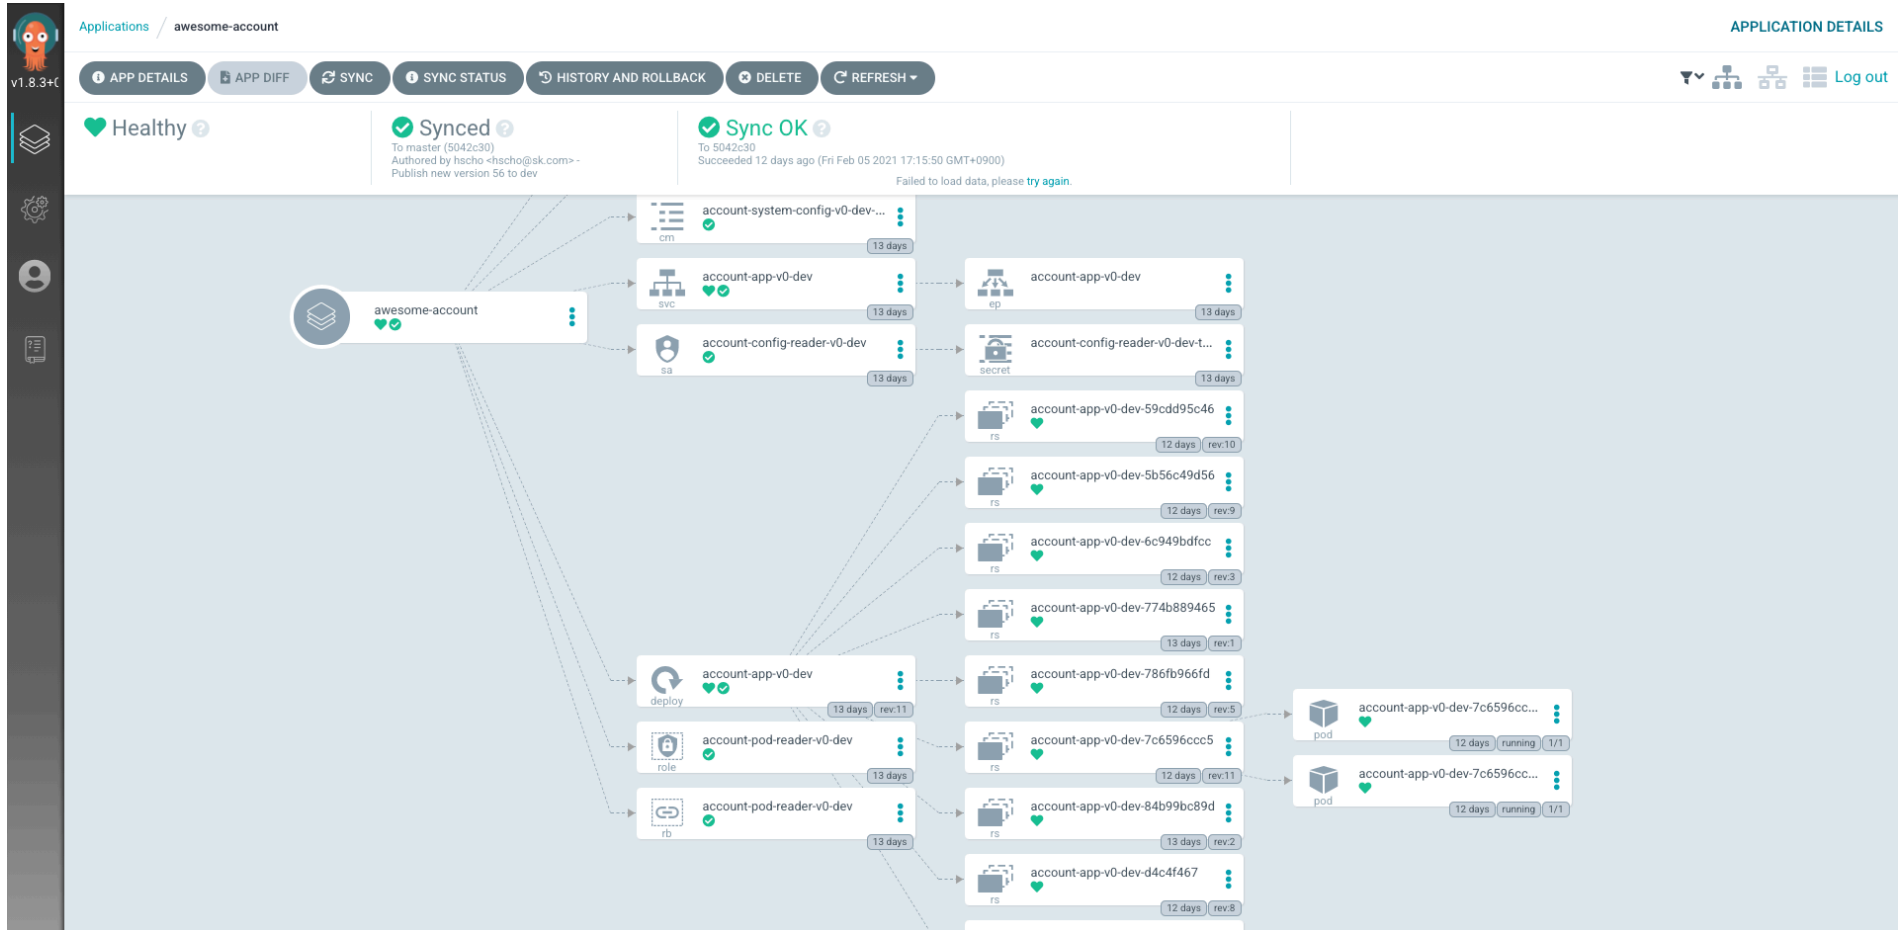 Applications / awesome-account
APPLICATION DETAILS
v1.8.3+(
APP DETAILS
APP DIFF
SYNC
SYNC STATUS
HISTORY AND ROLLBACK
DELETE
REFRESH
Log out
Healthy
Synced
To master (5042c30)
Authored by hscho <hscho@sk.com> -
Publish new version 56 to dev
Sync OK
To 5042c30
Succeeded 12 days ago (Fri Feb 05 2021 17:15:50 GMT+0900)
Failed to load data, please try again.
awesome-account
cm
account-system-config-v0-dev-...
13 days
svc
account-app-v0-dev
13 days
sa
account-config-reader-v0-dev
13 days
deploy
account-app-v0-dev
13 days rev:11
role
account-pod-reader-v0-dev
13 days
rb
account-pod-reader-v0-dev
13 days
ep
account-app-v0-dev
13 days
secret
account-config-reader-v0-dev-t...
13 days
rs
account-app-v0-dev-59cdd95c46
12 days rev:10
rs
account-app-v0-dev-5b56c49d56
12 days rev:9
rs
account-app-v0-dev-6c949bdfcc
12 days rev:3
rs
account-app-v0-dev-774b889465
13 days rev:1
rs
account-app-v0-dev-786fb966fd
12 days rev:5
rs
account-app-v0-dev-7c6596ccc5
12 days rev:11
rs
account-app-v0-dev-84b99bc89d
13 days rev:2
rs
account-app-v0-dev-d4c4f467
12 days rev:8
pod
account-app-v0-dev-7c6596cc...
12 days running 1/1
pod
account-app-v0-dev-7c6596cc...
12 days running 1/1